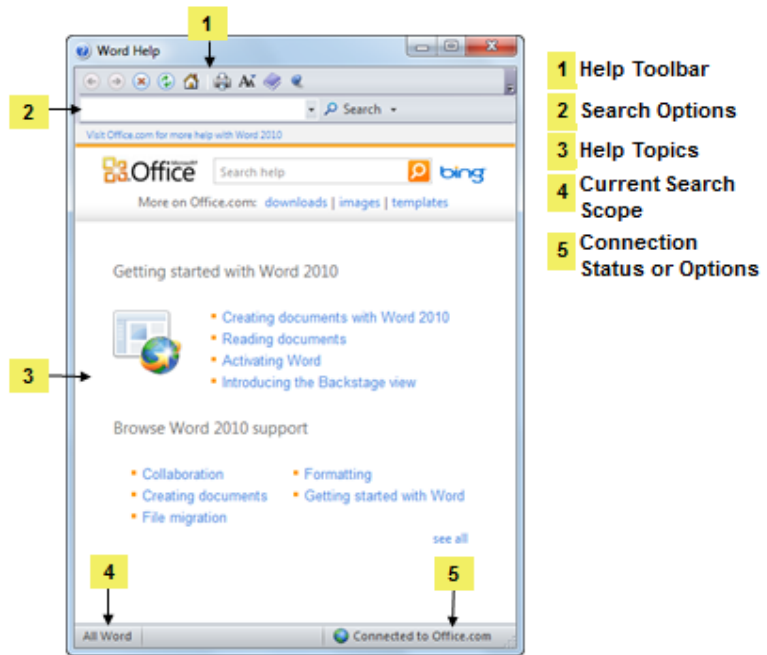 1
Word Help
1 Help Toolbar
2
Search
2 Search Options
Visit Office.com for more help with Word 2010
3 Help Topics
Microsoft
Office
Search help
bing
4 Current Search
Scope
More on Office.com: downloads | images | templates
5 Connection
Status or Options
Getting started with Word 2010
Creating documents with Word 2010
Reading documents
Activating Word
3
Introducing the Backstage view
Browse Word 2010 support
Collaboration
Formatting
Creating documents
Getting started with Word
File migration
see all
4
5
All Word
Connected to Office.com